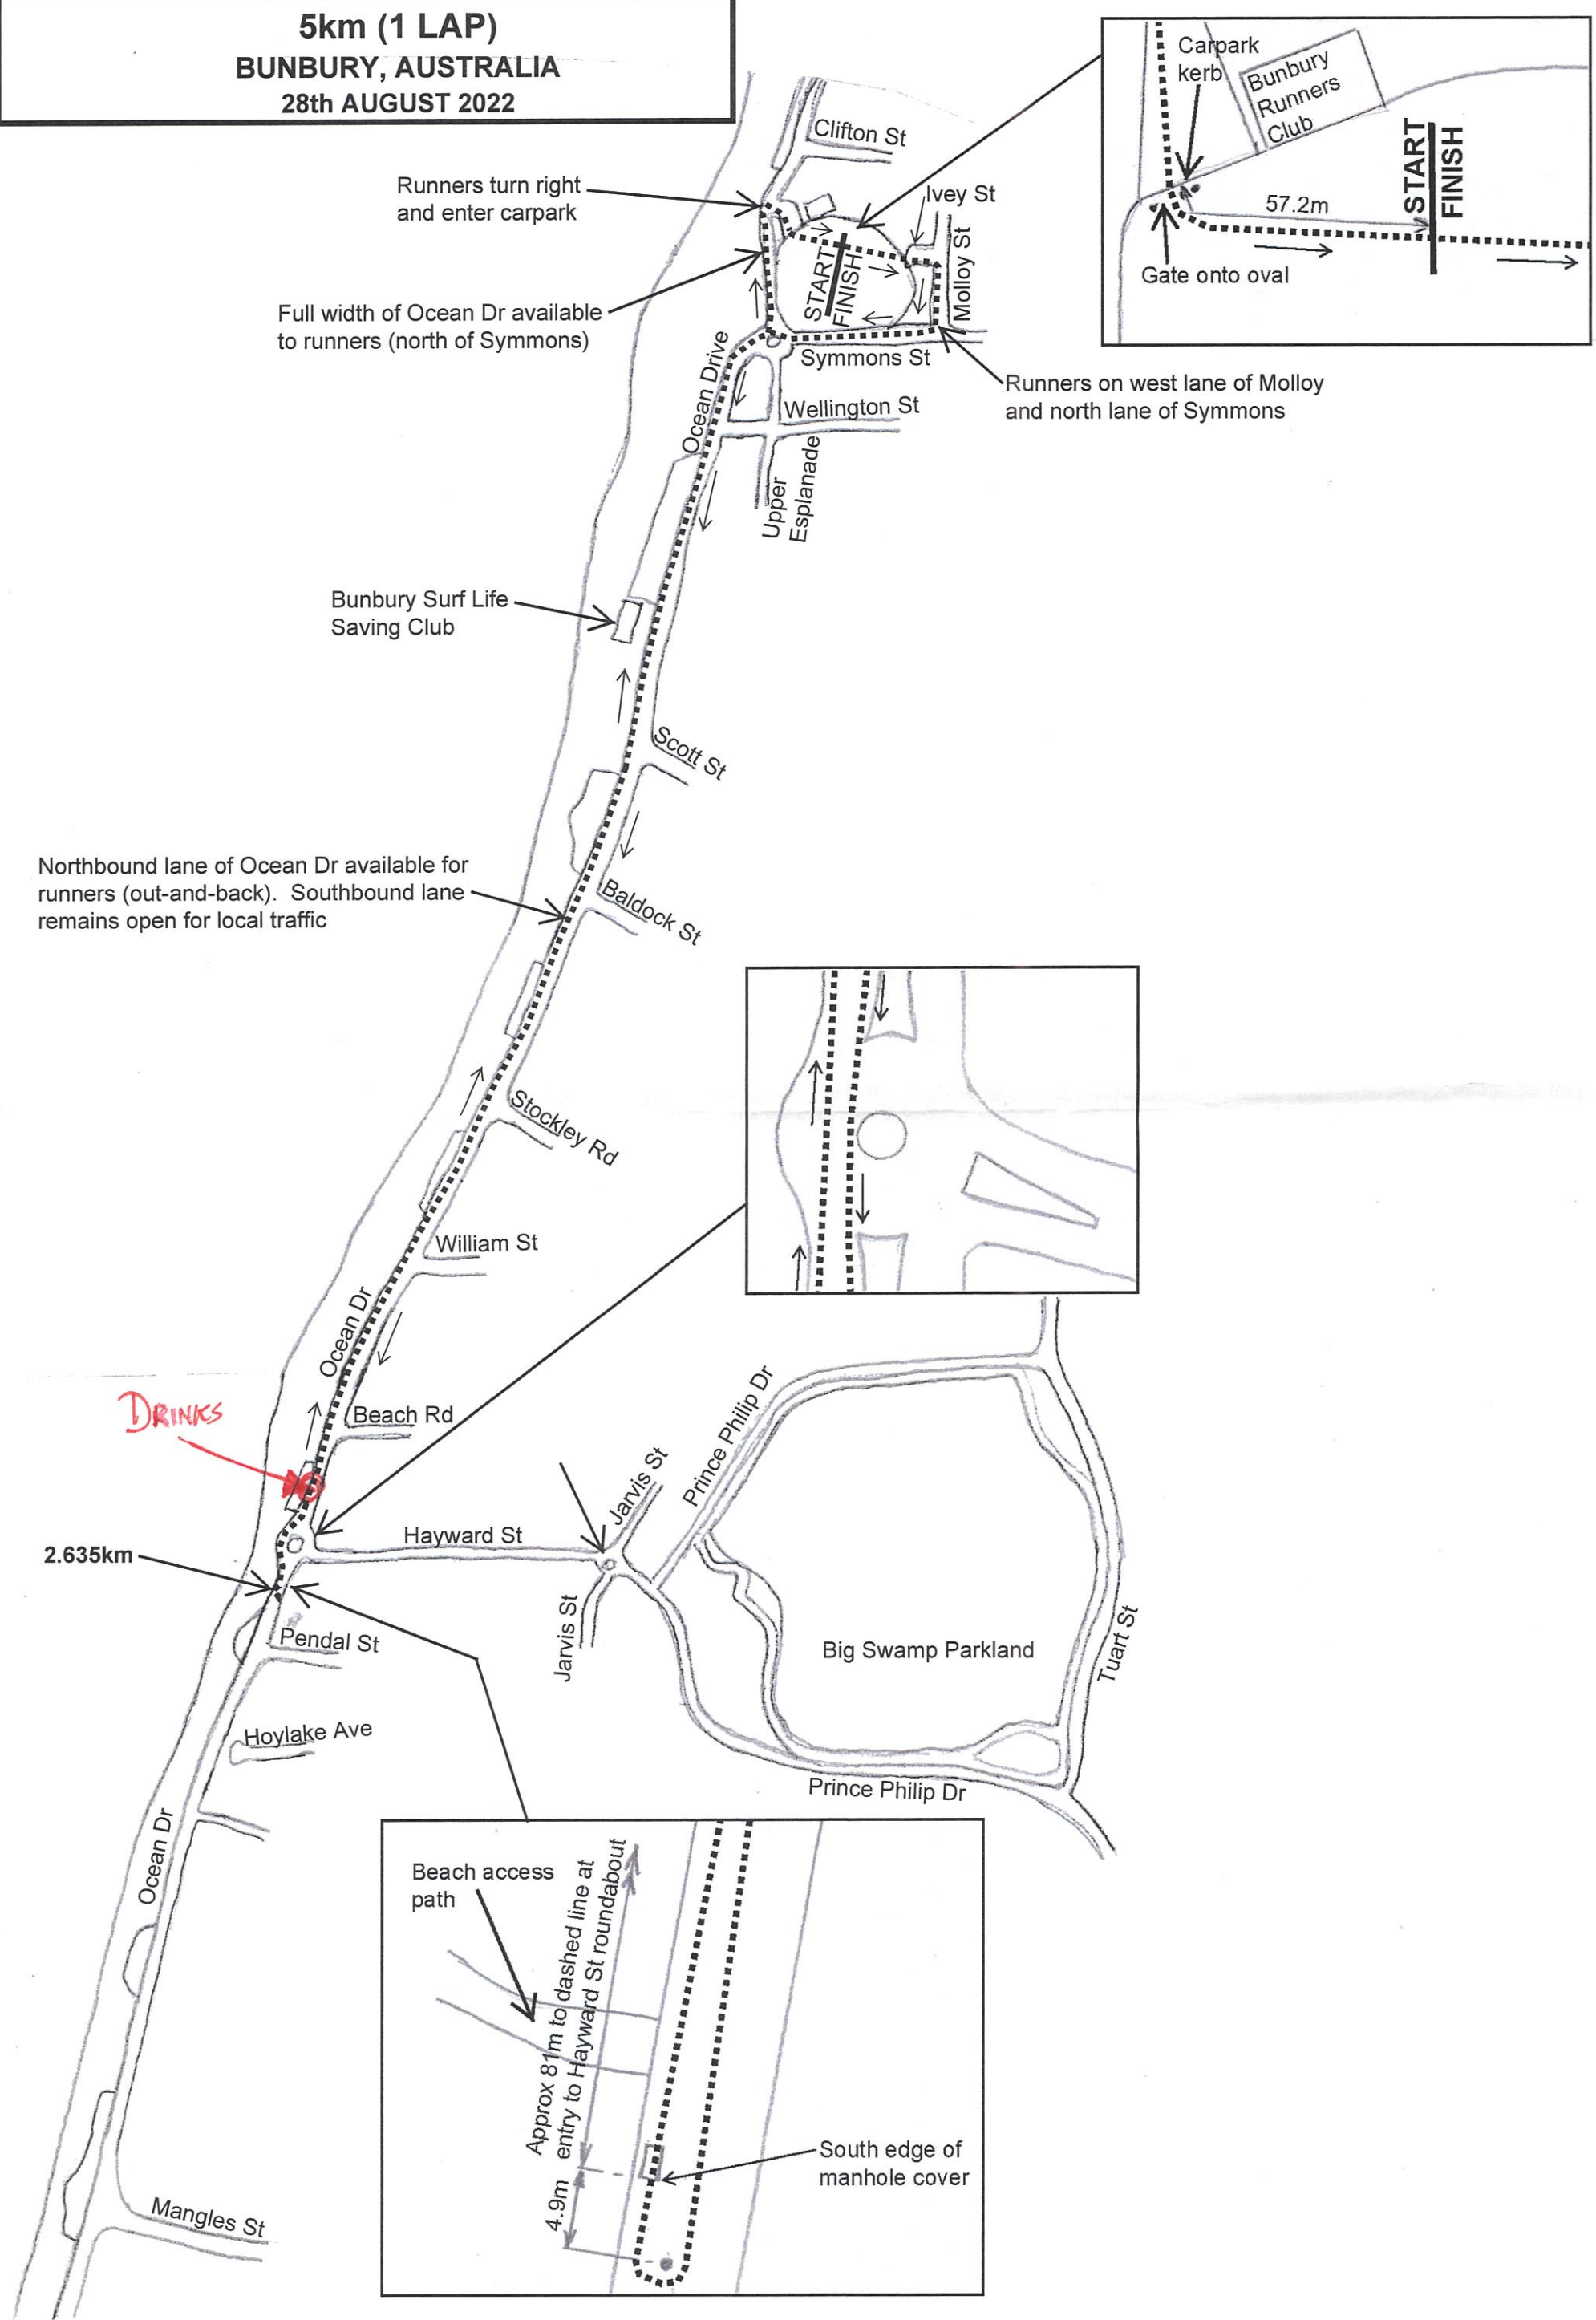 5km (1 LAP)
BUNBURY, AUSTRALIA
28th AUGUST 2022
Carpark
kerb
Bunbury
Runners
Club
START
FINISH
57.2m
Gate onto oval
Clifton St
Runners turn right
and enter carpark
Ivey St
Molloy St
START
FINISH
Full width of Ocean Dr available
to runners (north of Symmons)
Symmons St
Runners on west lane of Molloy
and north lane of Symmons
Ocean Drive
Wellington St
Upper
Esplanade
Bunbury Surf Life
Saving Club
Scott St
Northbound lane of Ocean Dr available for
runners (out-and-back). Southbound lane
remains open for local traffic
Baldock St
Stockley Rd
William St
Ocean Dr
DRINKS
Beach Rd
Prince Philip Dr
Jarvis St
Hayward St
2.635km
Jarvis St
Pendal St
Big Swamp Parkland
Tuart St
Hoylake Ave
Prince Philip Dr
Ocean Dr
Beach access
path
Approx 81m to dashed line at
entry to Hayward St roundabout
South edge of
manhole cover
4.9m
Mangles St